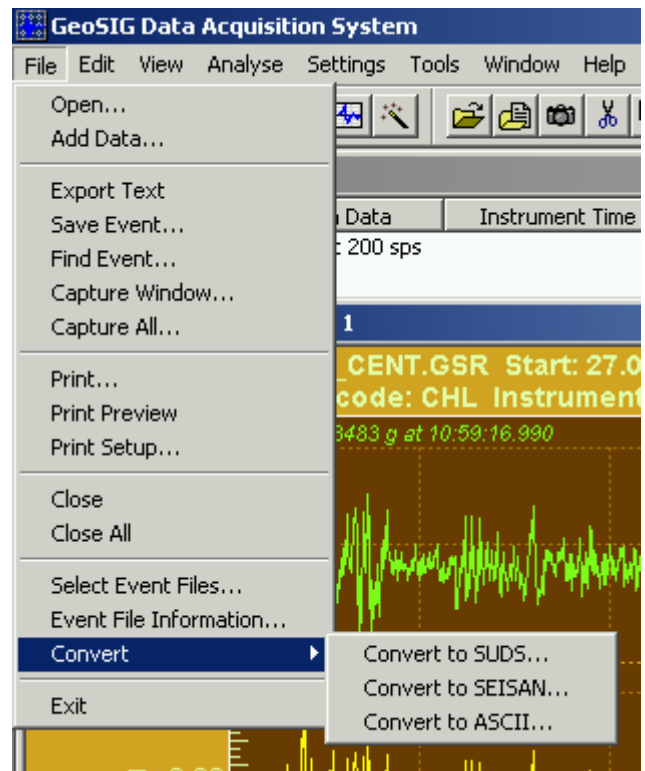 GeoSIG Data Acquisition System
File Edit View Analyse Settings Tools Window Help
Open...
Add Data...
Export Text
Save Event...
Find Event...
Capture Window...
Capture All...
Print...
Print Preview
Print Setup...
Close
Close All
Select Event Files...
Event File Information...
Convert
Exit
Convert to SUDS...
Convert to SEISAN...
Convert to ASCII...
Data Instrument Time
200 sps
1
_CENT.GSR Start: 27.0
code: CHL Instrument
3483 g at 10:59:16.990